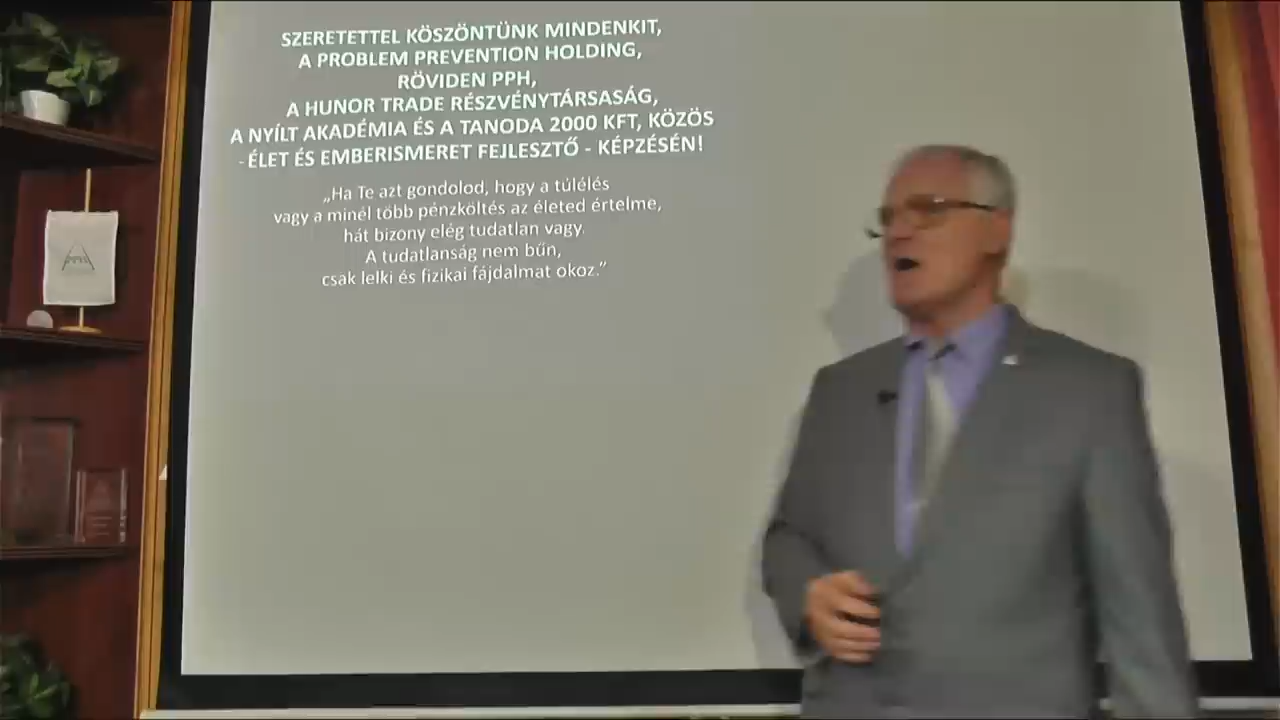 SZERETETTEL KÖSZÖNTÜNK MINDENKIT,
A PROBLEM PREVENTION HOLDING,
RÖVIDEN PPH,
A HUNOR TRADE RÉSZVÉNYTÁRSASÁG,
A NYÍLT AKADÉMIA ÉS A TANODA 2000 KFT, KÖZÖS
- ÉLET ÉS EMBERISMERET FEJLESZTŐ - KÉPZÉSÉN!
„Ha Te azt gondolod, hogy a túlélés
vagy a minél több pénzköltés az életed értelme,
hát bizony elég tudatlan vagy.
A tudatlanság nem bűn,
csak lelki és fizikai fájdalmat okoz.”